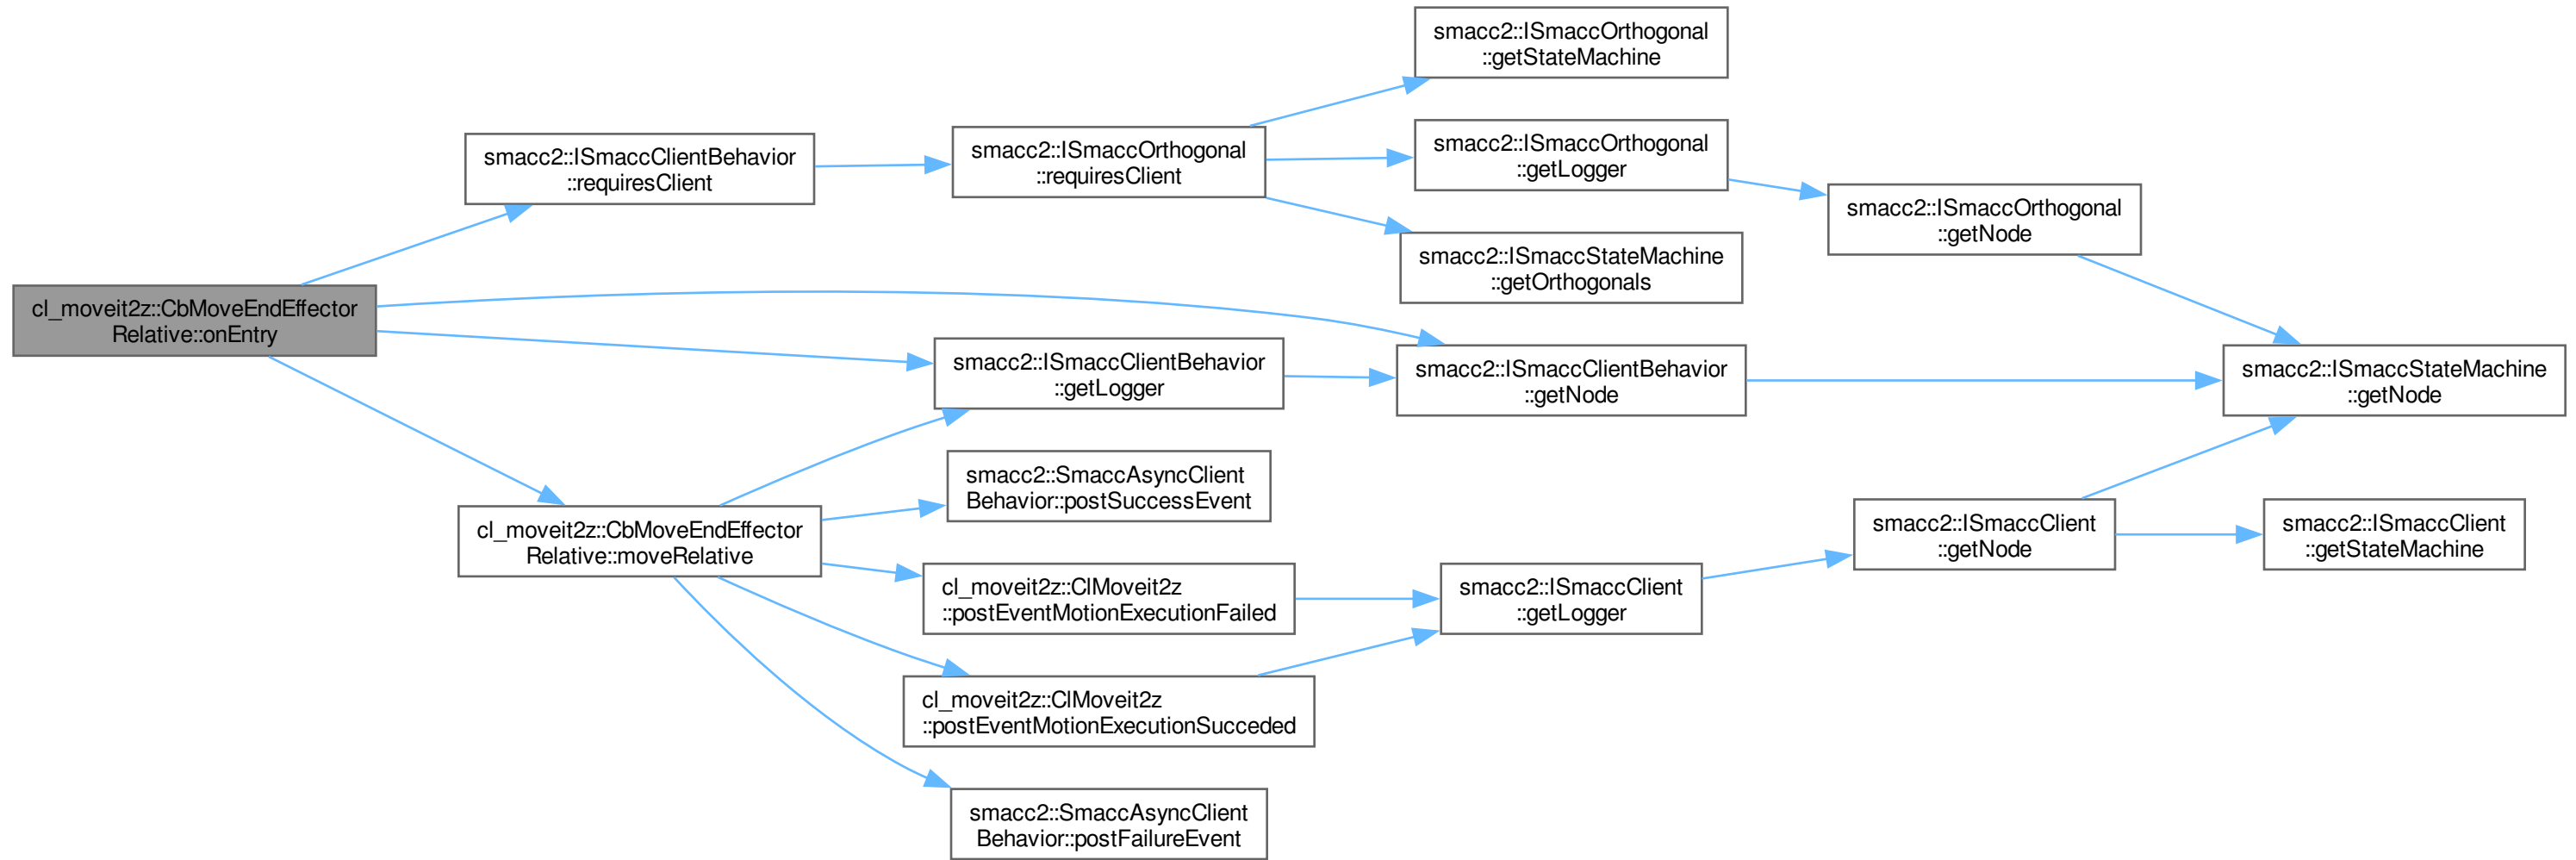 smacc2::ISmaccOrthogonal
::getStateMachine
smacc2::ISmaccClientBehavior
::requiresClient
smacc2::ISmaccOrthogonal
::requiresClient
smacc2::ISmaccOrthogonal
::getLogger
smacc2::ISmaccOrthogonal
::getNode
smacc2::ISmaccStateMachine
::getOrthogonals
cl_moveit2z::CbMoveEndEffector
Relative::onEntry
smacc2::ISmaccClientBehavior
::getLogger
smacc2::ISmaccClientBehavior
::getNode
smacc2::ISmaccStateMachine
::getNode
smacc2::SmaccAsyncClient
Behavior::postSuccessEvent
cl_moveit2z::CbMoveEndEffector
Relative::moveRelative
smacc2::ISmaccClient
::getNode
smacc2::ISmaccClient
::getStateMachine
cl_moveit2z::ClMoveit2z
::postEventMotionExecutionFailed
smacc2::ISmaccClient
::getLogger
cl_moveit2z::ClMoveit2z
::postEventMotionExecutionSucceded
smacc2::SmaccAsyncClient
Behavior::postFailureEvent